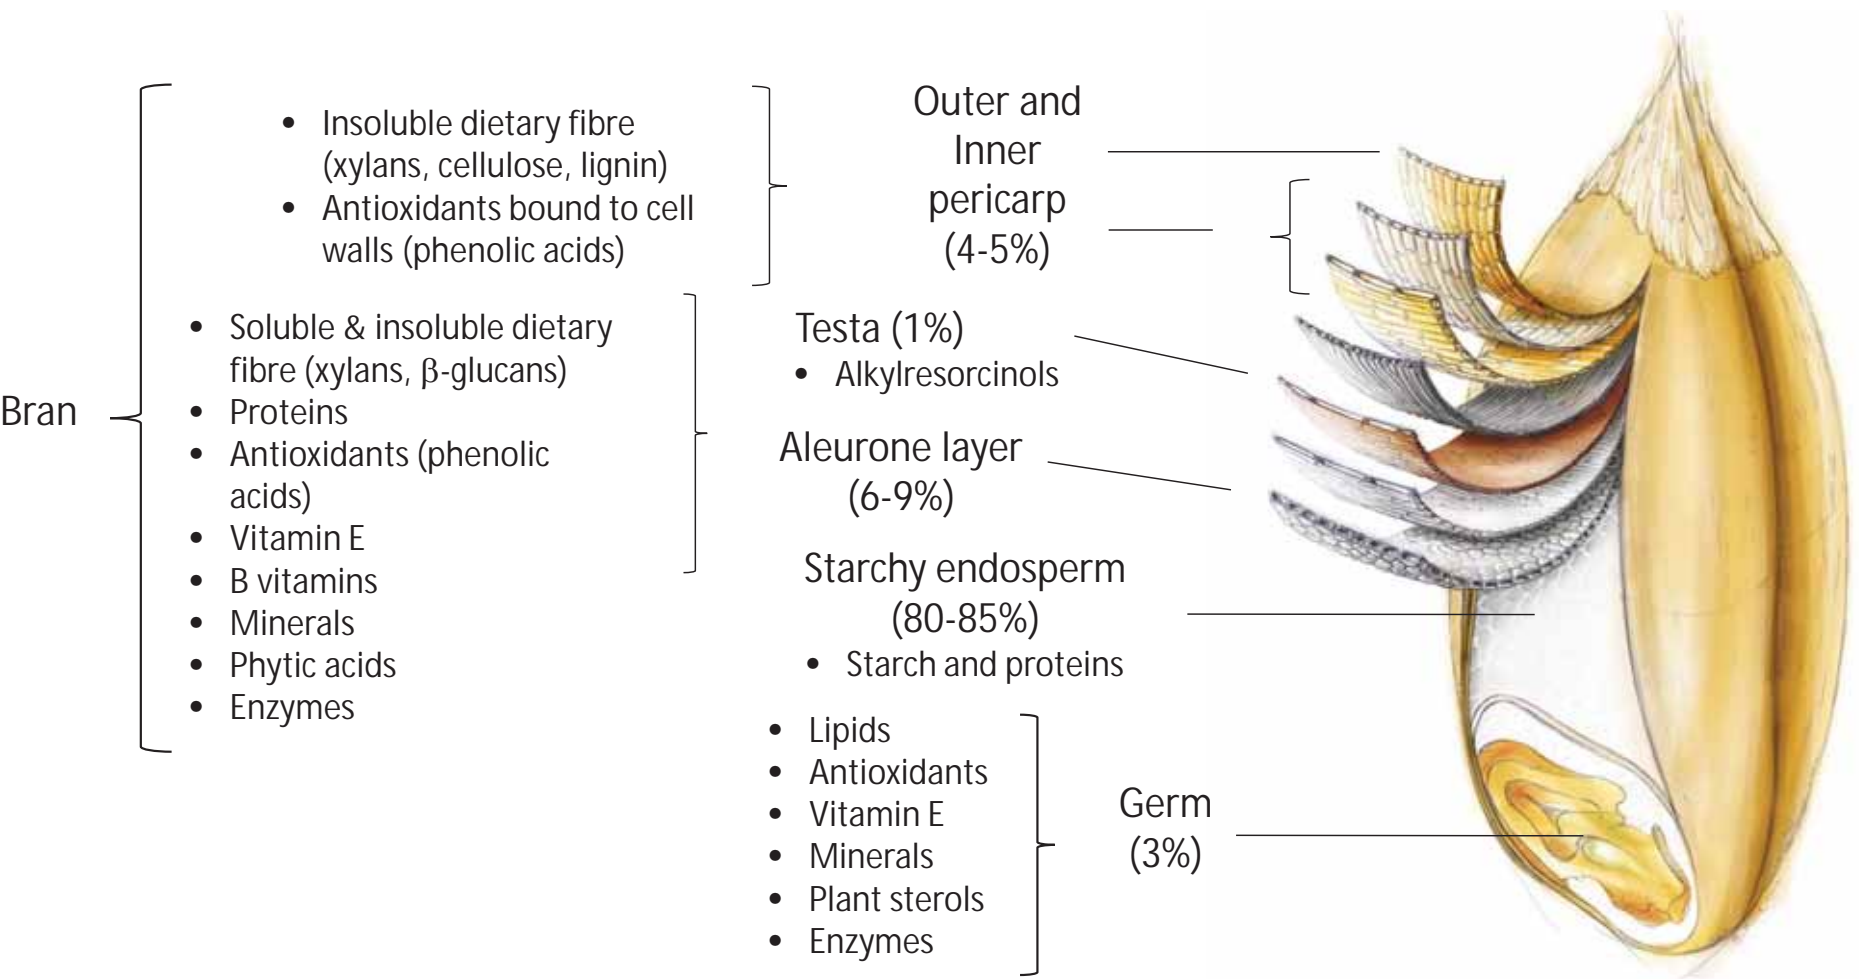 Bran
• Insoluble dietary fibre
(xylans, cellulose, lignin)
• Antioxidants bound to cell
walls (phenolic acids)
• Soluble & insoluble dietary
fibre (xylans, β-glucans)
• Proteins
• Antioxidants (phenolic
acids)
• Vitamin E
• B vitamins
• Minerals
• Phytic acids
• Enzymes
Outer and
Inner
pericarp
(4-5%)
Testa (1%)
• Alkylresorcinols
Aleurone layer
(6-9%)
Starchy endosperm
(80-85%)
• Starch and proteins
• Lipids
• Antioxidants
• Vitamin E
• Minerals
• Plant sterols
• Enzymes
Germ
(3%)